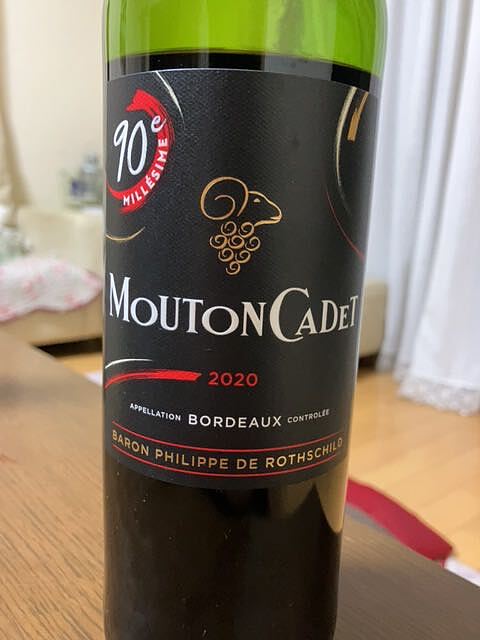 90e
MILLÉSIME
MOUTON CADET
2020
APPELLATION BORDEAUX CONTROLÉE
BARON PHILIPPE DE ROTHSCHILD